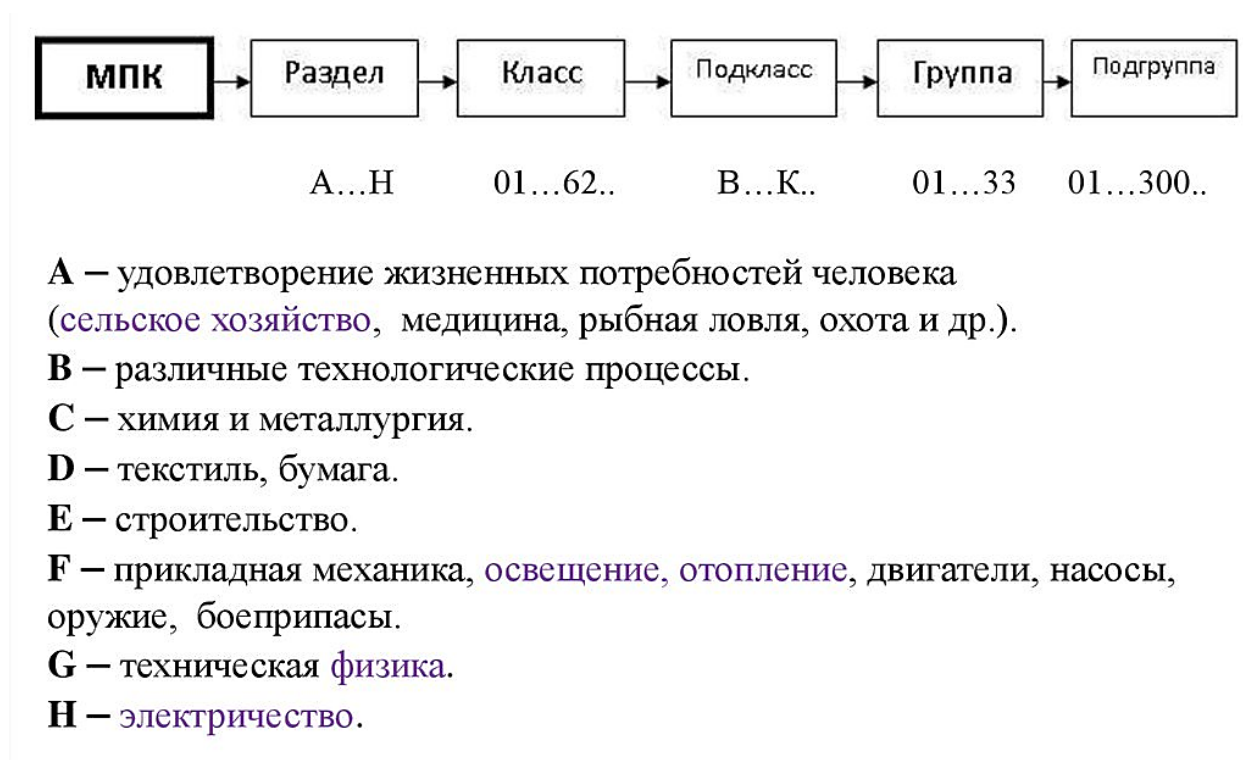 МПК Раздел Класс Подкласс Группа Подгруппа
А…Н 01…62.. В…К.. 01…33 01…300..
A – удовлетворение жизненных потребностей человека
(сельское хозяйство, медицина, рыбная ловля, охота и др.).
B – различные технологические процессы.
C – химия и металлургия.
D – текстиль, бумага.
E – строительство.
F – прикладная механика, освещение, отопление, двигатели, насосы,
оружие, боеприпасы.
G – техническая физика.
H – электричество.